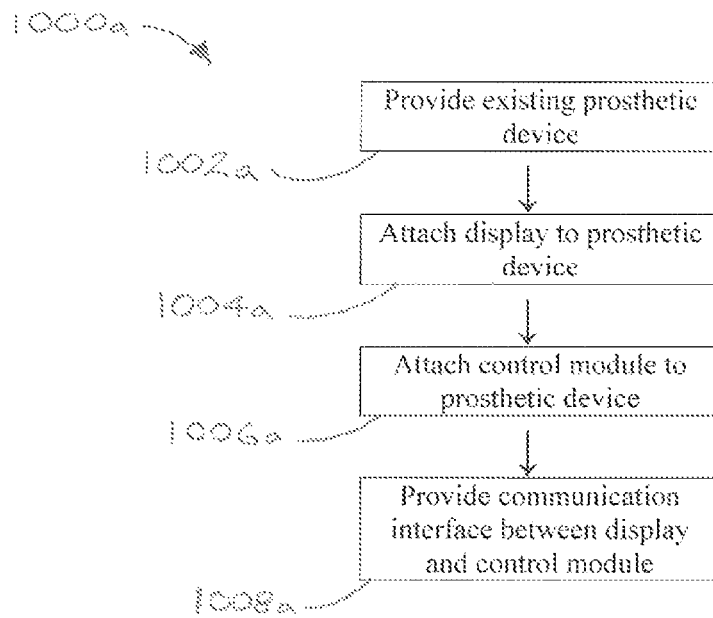 1000a
Provide existing prosthetic
device
1002a
Attach display to prosthetic
device
1004a
Attach control module to
prosthetic device
1006a
Provide communication
interface between display
and control module
1008a